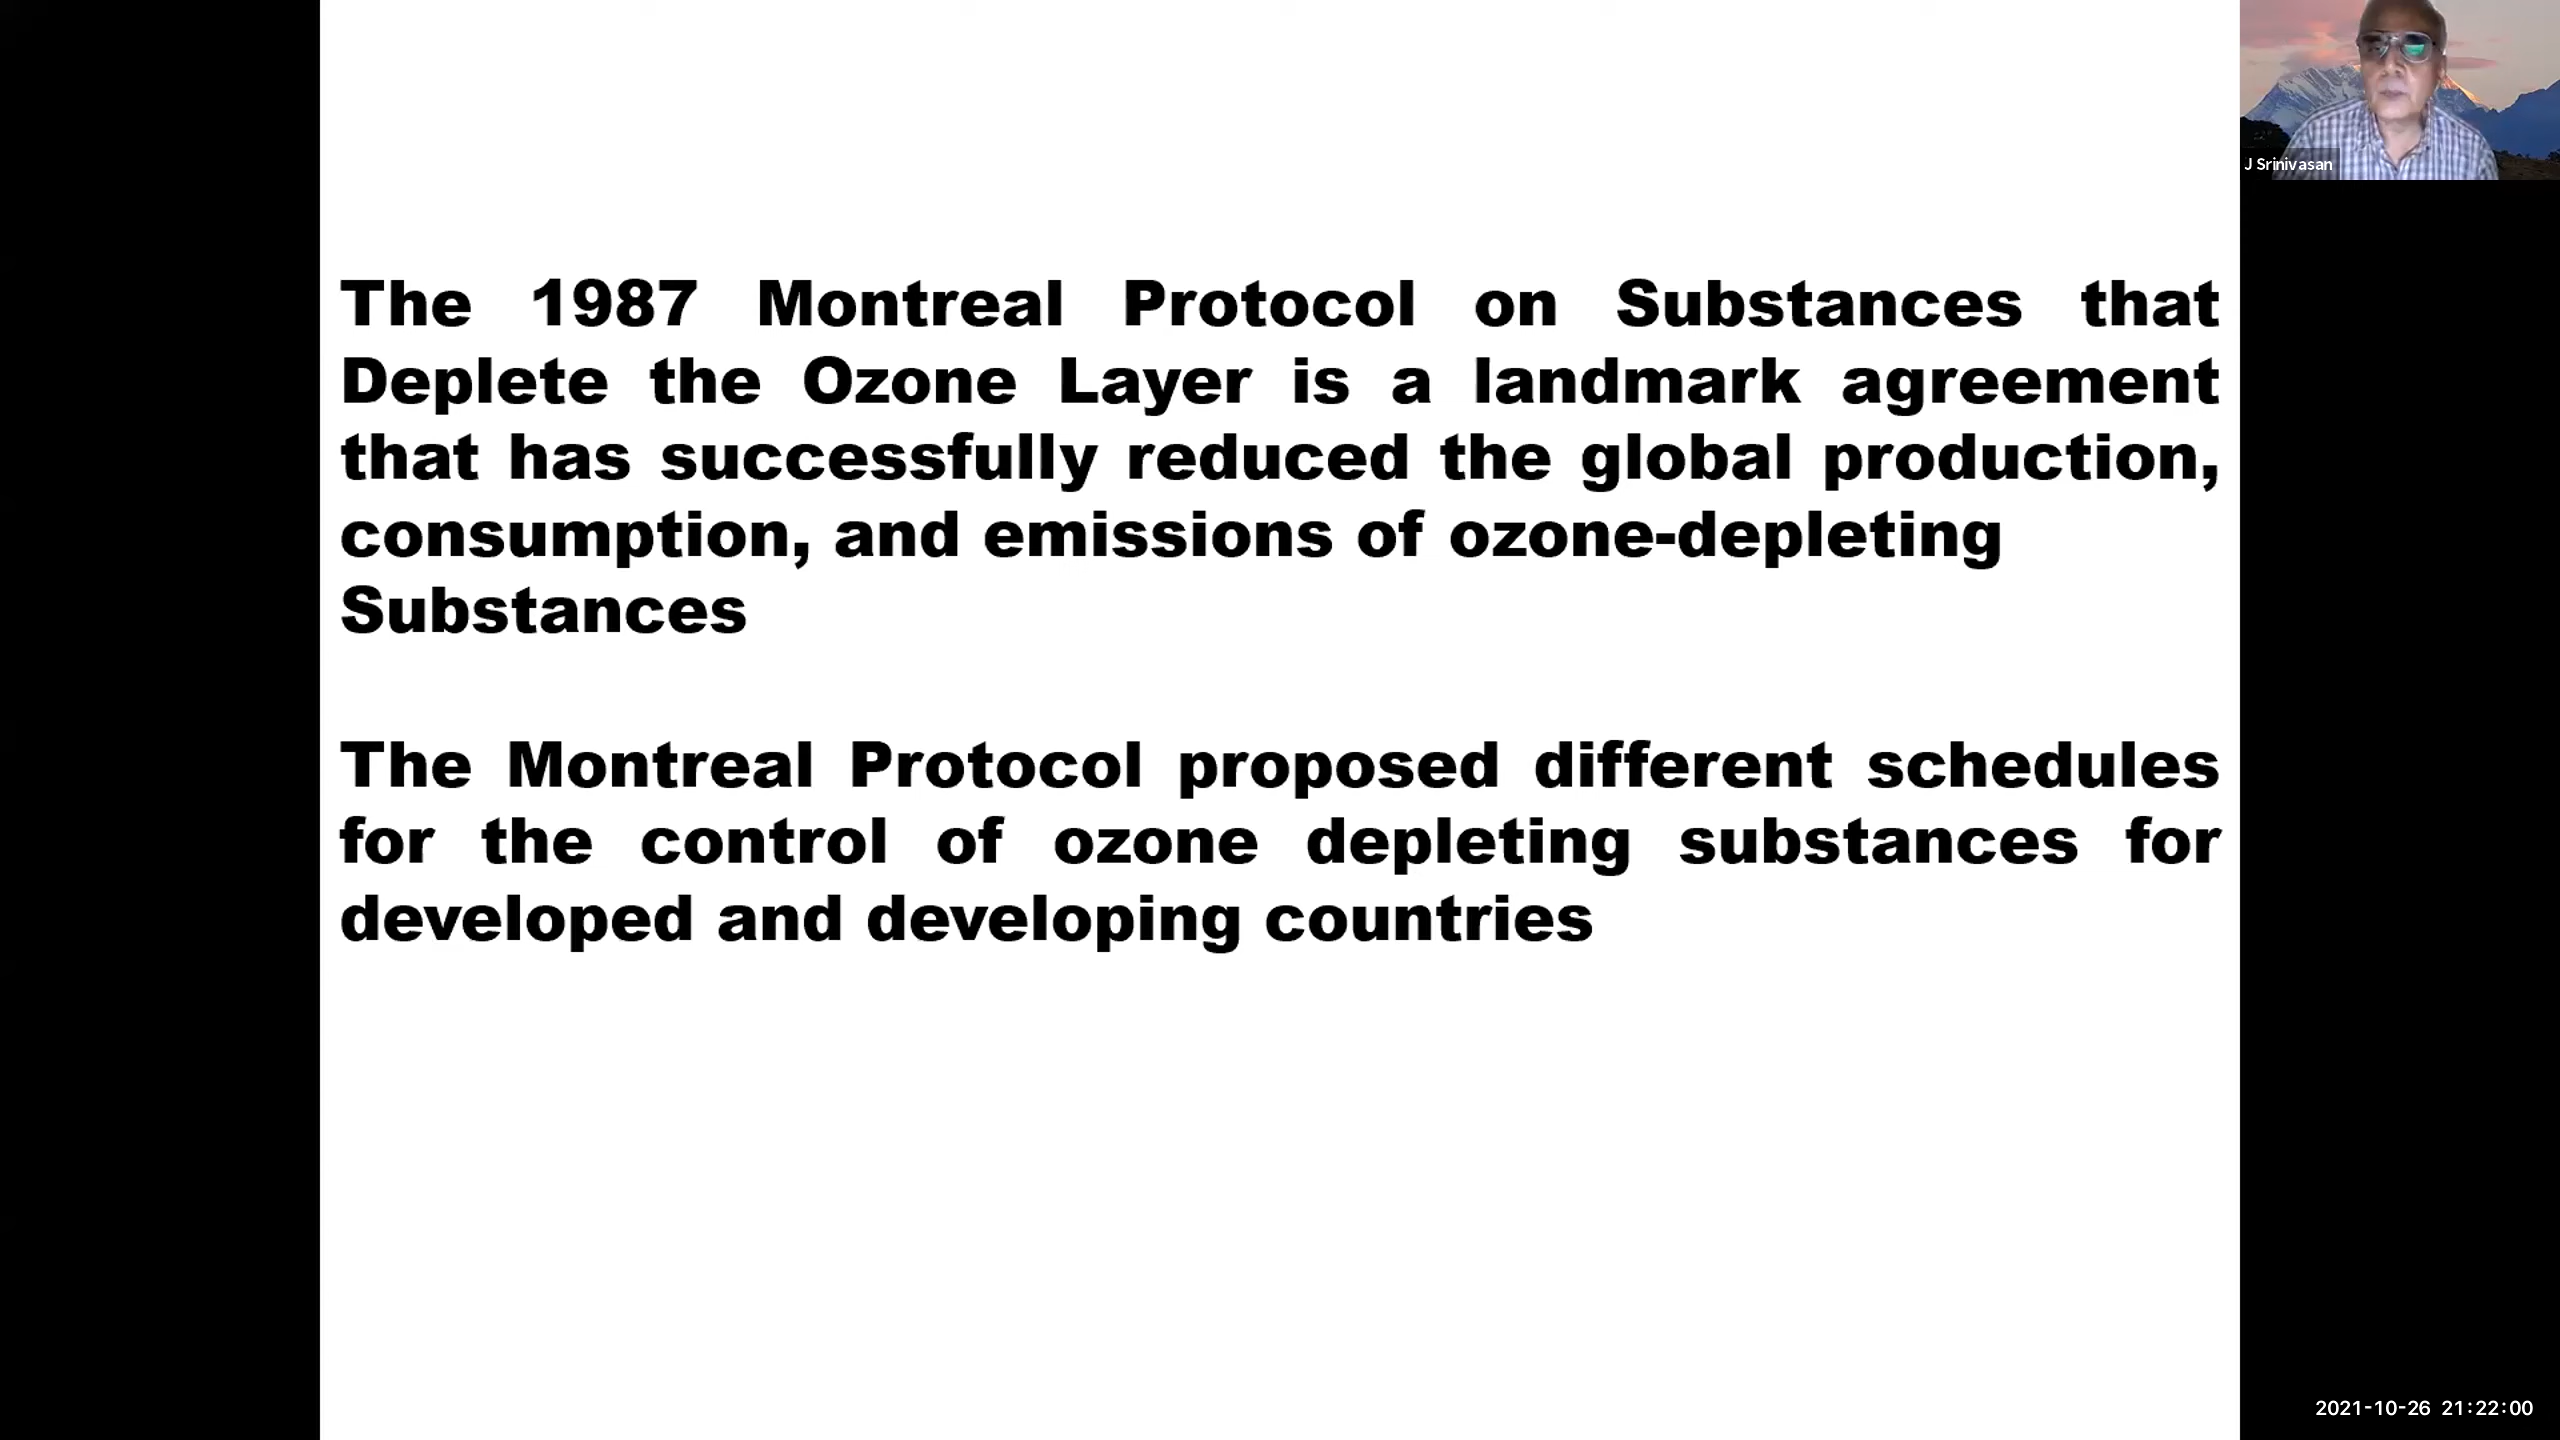 The 1987 Montreal Protocol on Substances that
Deplete the Ozone Layer is a landmark agreement
that has successfully reduced the global production,
consumption, and emissions of ozone-depleting
Substances
The Montreal Protocol proposed different schedules
for the control of ozone depleting substances for
developed and developing countries
J Srinivasan
2021-10-26 21:22:00